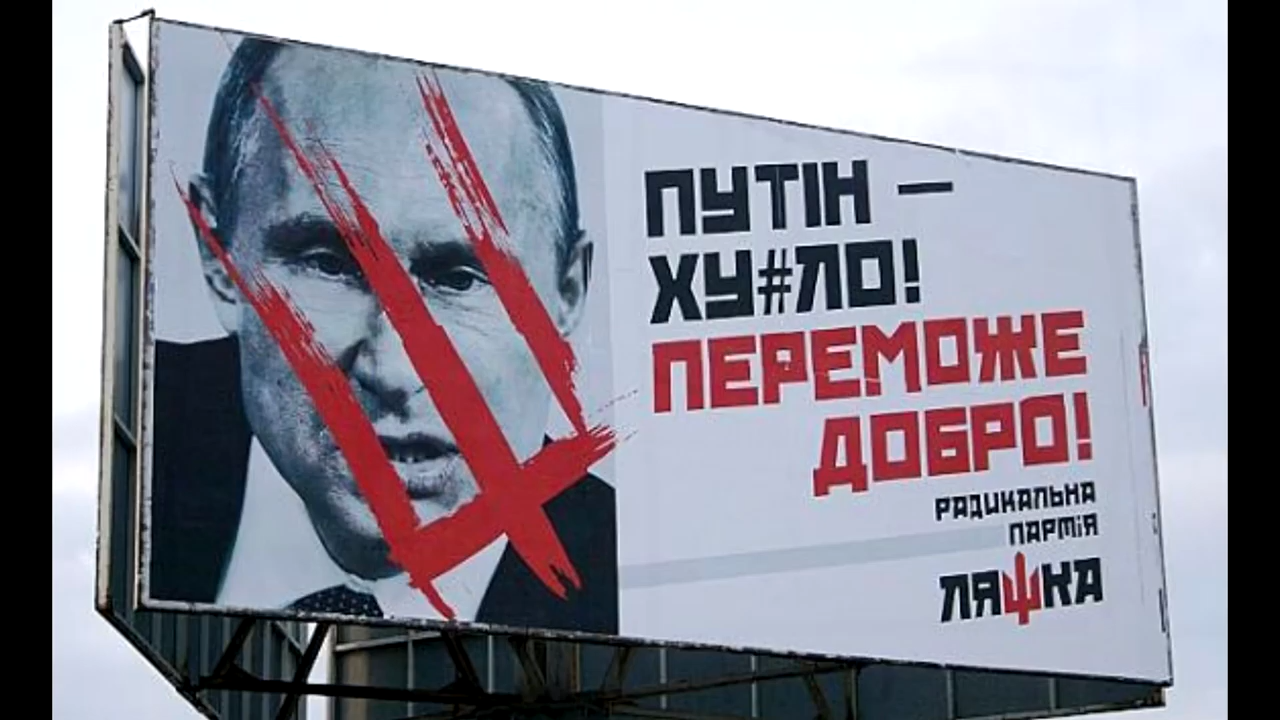 ПУТІН –
ХУ#ЛО!
ПЕРЕМОЖЕ
ДОБРО!
РАДИКАЛЬНА
ПАРТІЯ
ЛЯШКА